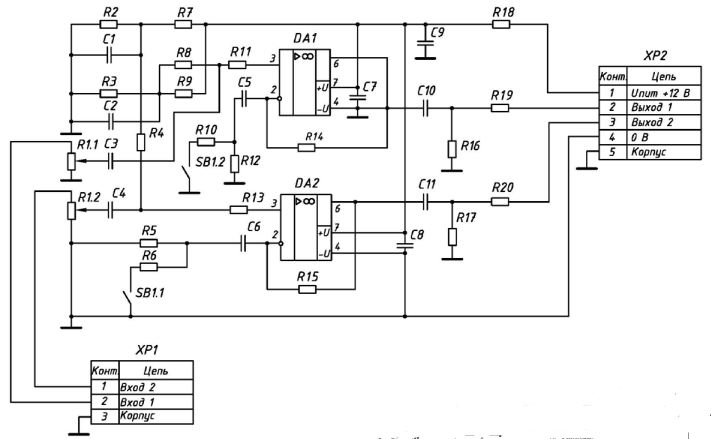 R2
R7
R18
C1
C9
R8
R11
DA1
3
6
R3
R9
C5
+U
7
C7
2
-U
4
C10
R19
C2
R4
R10
R14
R1.1
C3
SB1.2
R12
R16
R1.2
C4
R13
DA2
C11
R20
3
6
R5
C6
2
+U
7
-U
4
C8
R17
R6
SB1.1
R15
XP2
Конт. Цепь
1 Uпит +12 В
2 Выход 1
3 Выход 2
4 0 В
5 Корпус
XP1
Конт. Цепь
1 Вход 2
2 Вход 1
3 Корпус